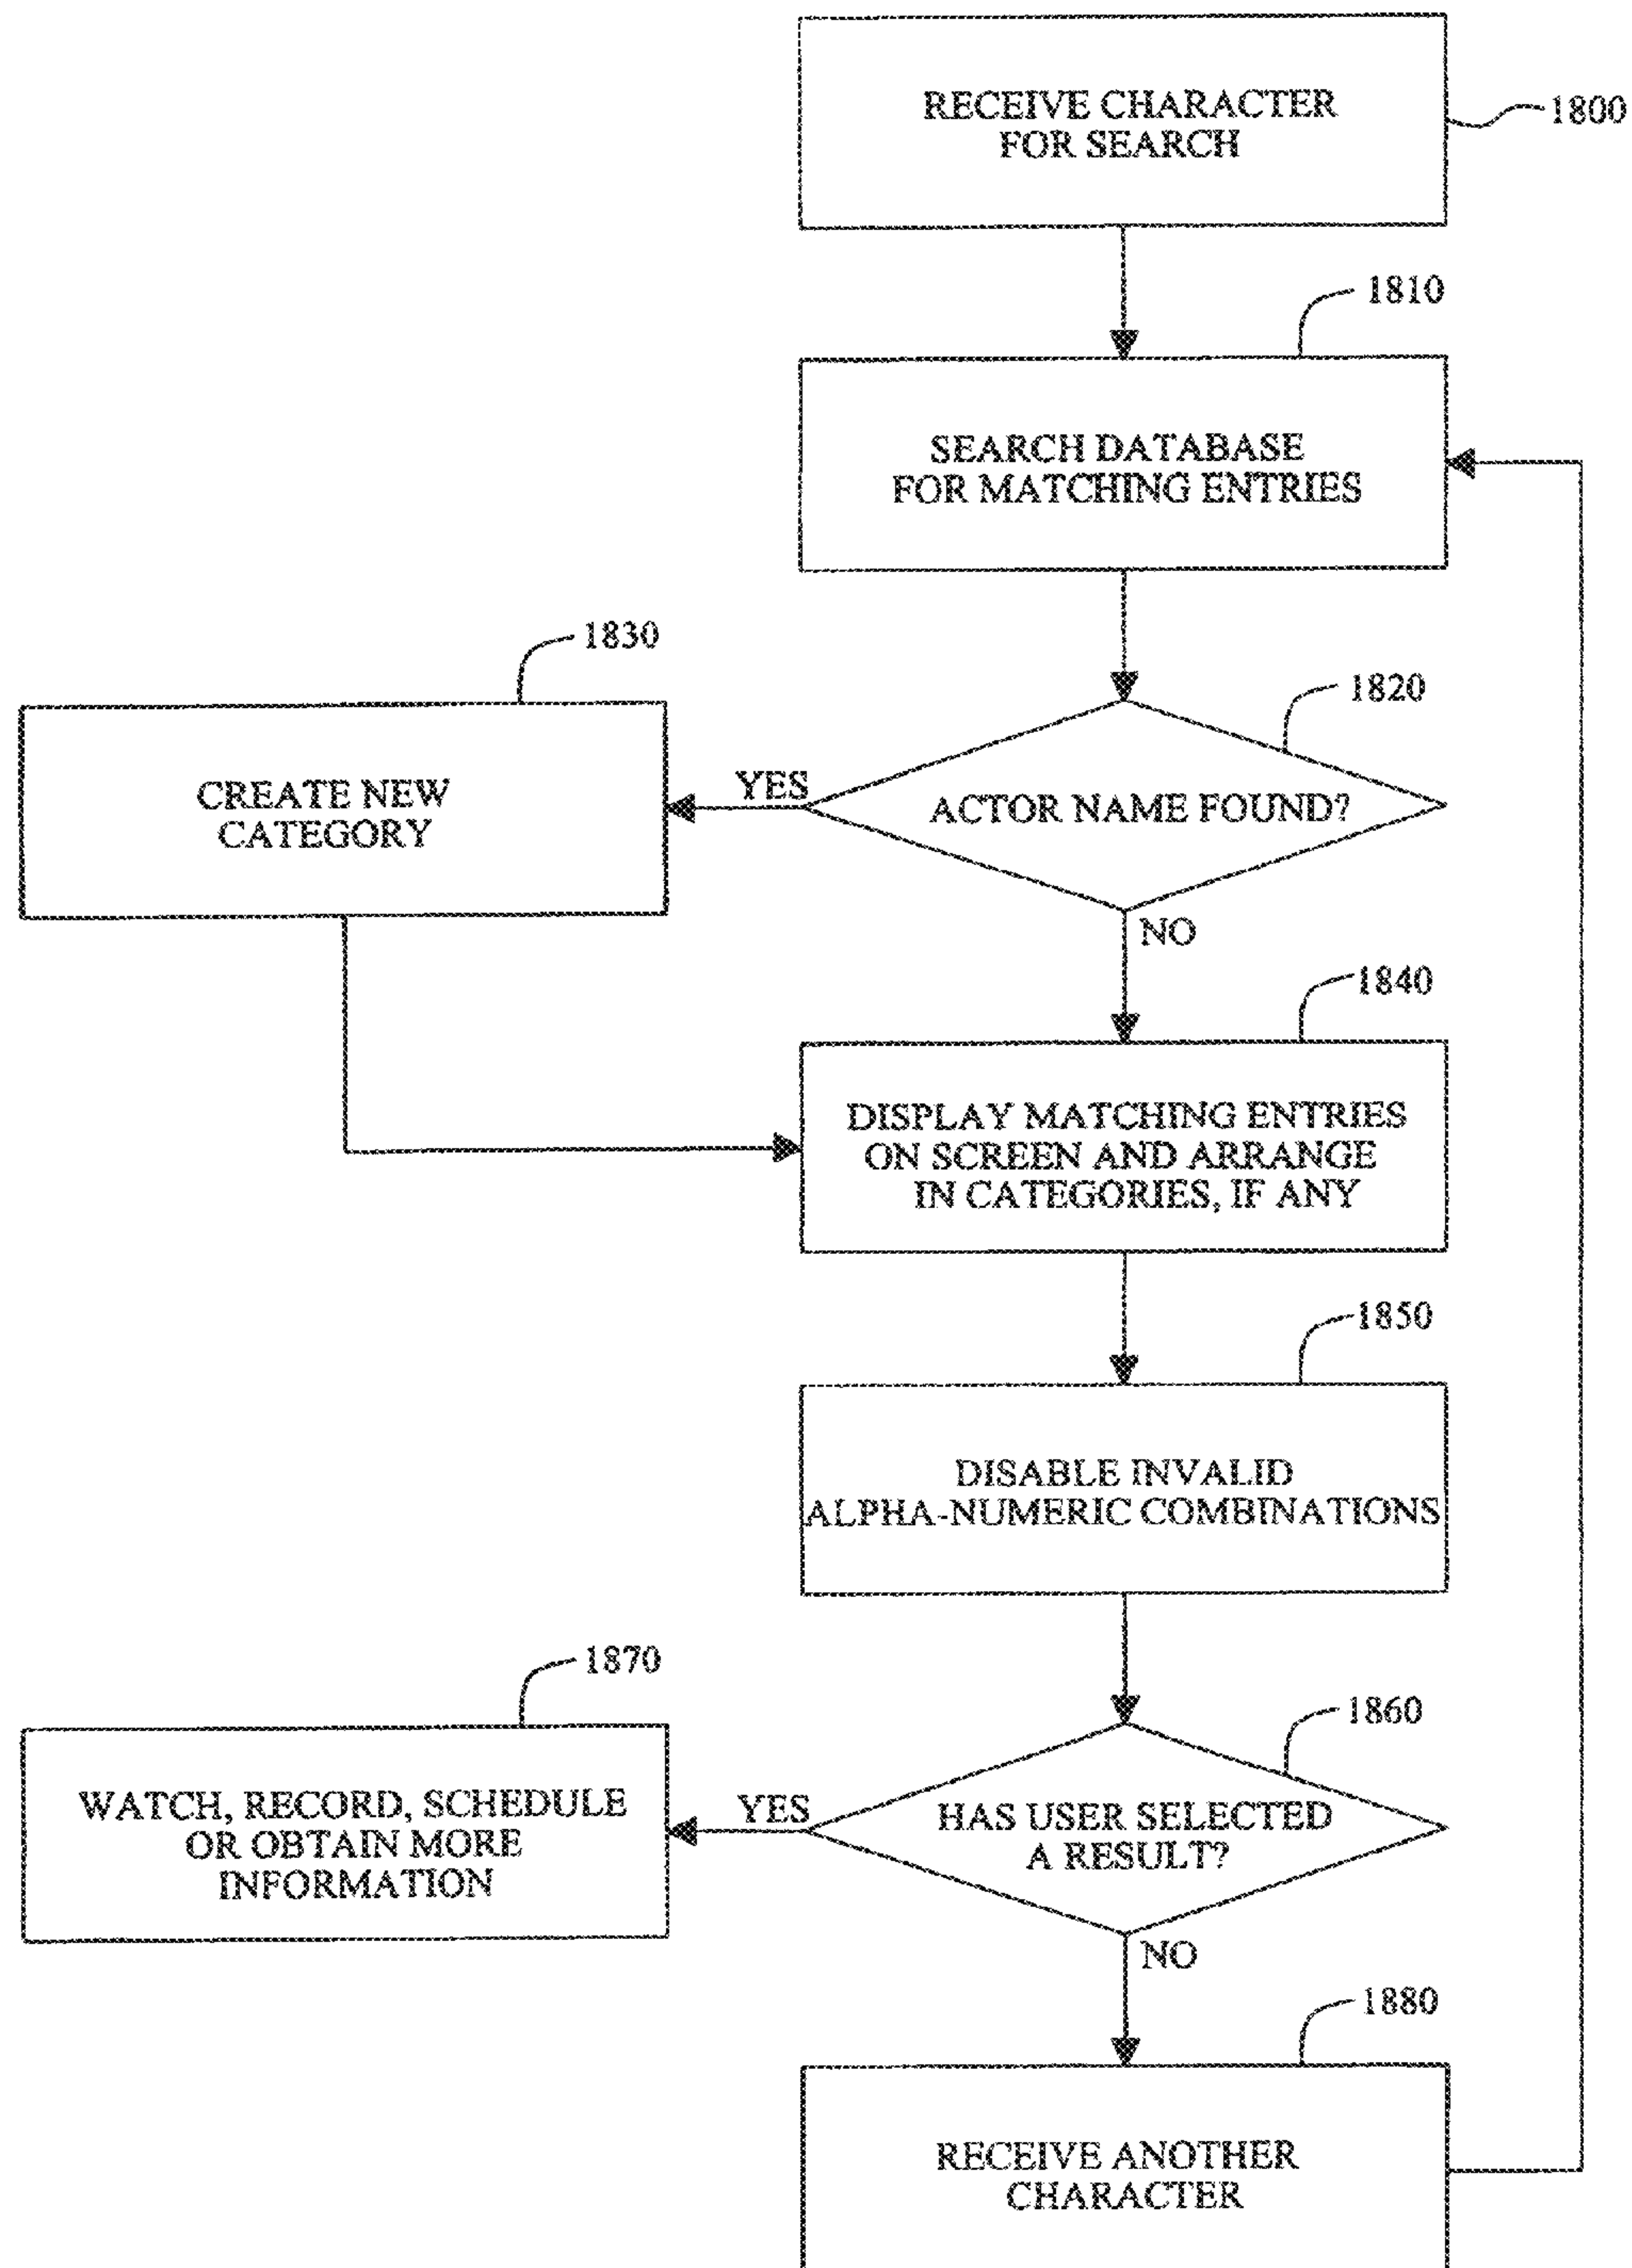 RECEIVE CHARACTER
FOR SEARCH
1800
1810
SEARCH DATABASE
FOR MATCHING ENTRIES
1830
1820
CREATE NEW
CATEGORY
YES
ACTOR NAME FOUND?
NO
1840
DISPLAY MATCHING ENTRIES
ON SCREEN AND ARRANGE
IN CATEGORIES, IF ANY
1850
DISABLE INVALID
ALPHA-NUMERIC COMBINATIONS
1870
1860
WATCH, RECORD, SCHEDULE
OR OBTAIN MORE
INFORMATION
YES
HAS USER SELECTED
A RESULT?
NO
1880
RECEIVE ANOTHER
CHARACTER